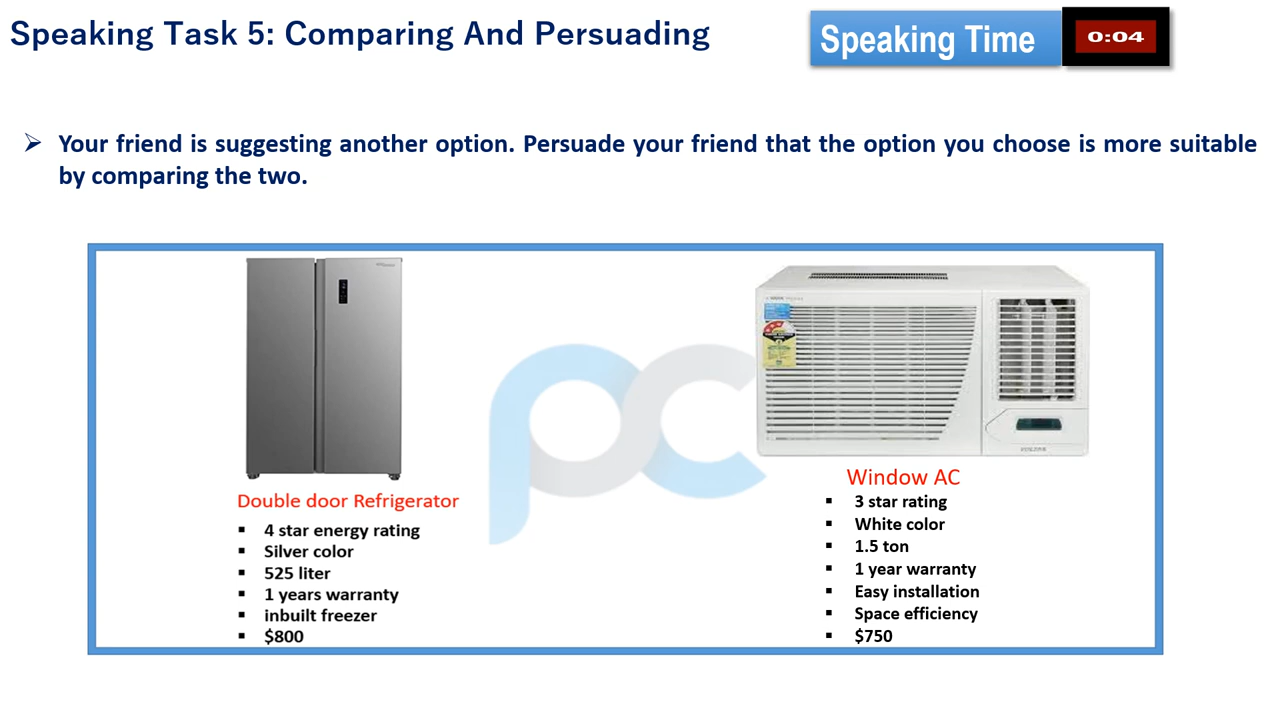 Speaking Task 5: Comparing And Persuading
Speaking Time
0:04
Your friend is suggesting another option. Persuade your friend that the option you choose is more suitable
by comparing the two.
pc
Double door Refrigerator
4 star energy rating
Silver color
525 liter
1 years warranty
inbuilt freezer
$800
Window AC
3 star rating
White color
1.5 ton
1 year warranty
Easy installation
Space efficiency
$750